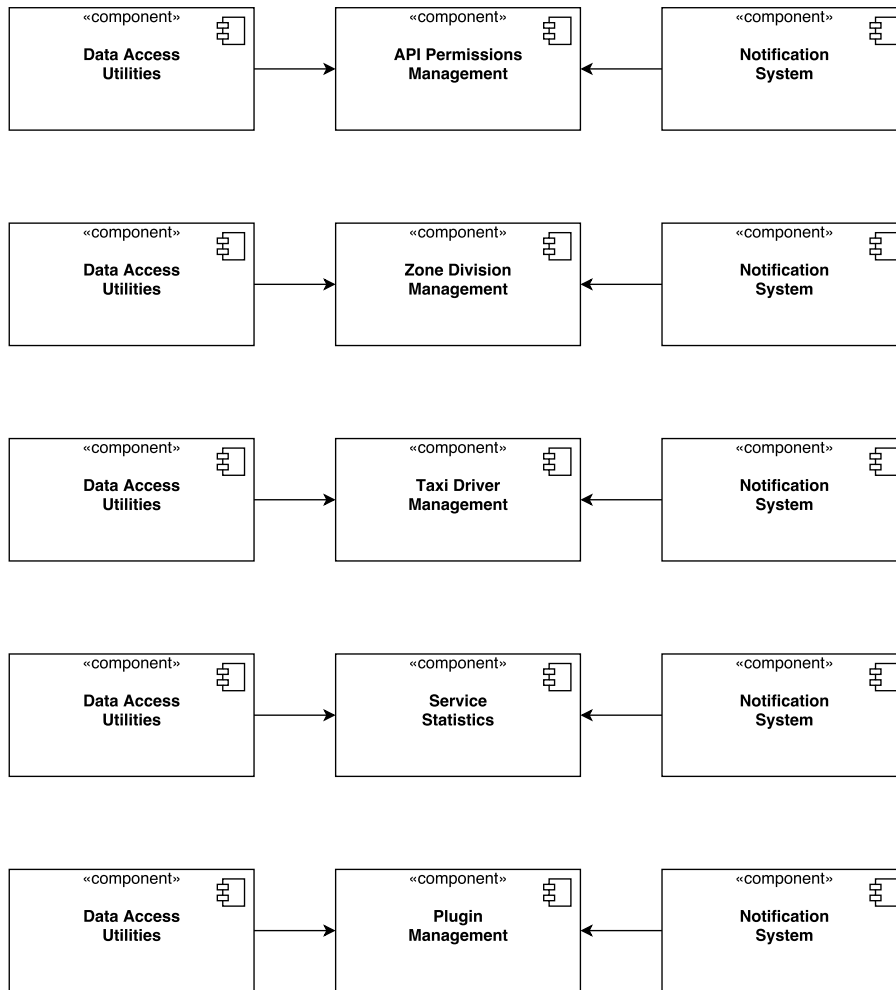 «component» «component» «component»
Data Access API Permissions Notification
Utilities Management System
«component» «component» «component»
Data Access Zone Division Notification
Utilities Management System
«component» «component» «component»
Data Access Taxi Driver Notification
Utilities Management System
«component» «component» «component»
Data Access Service Notification
Utilities Statistics System
«component» «component» «component»
Data Access Plugin Notification
Utilities Management System